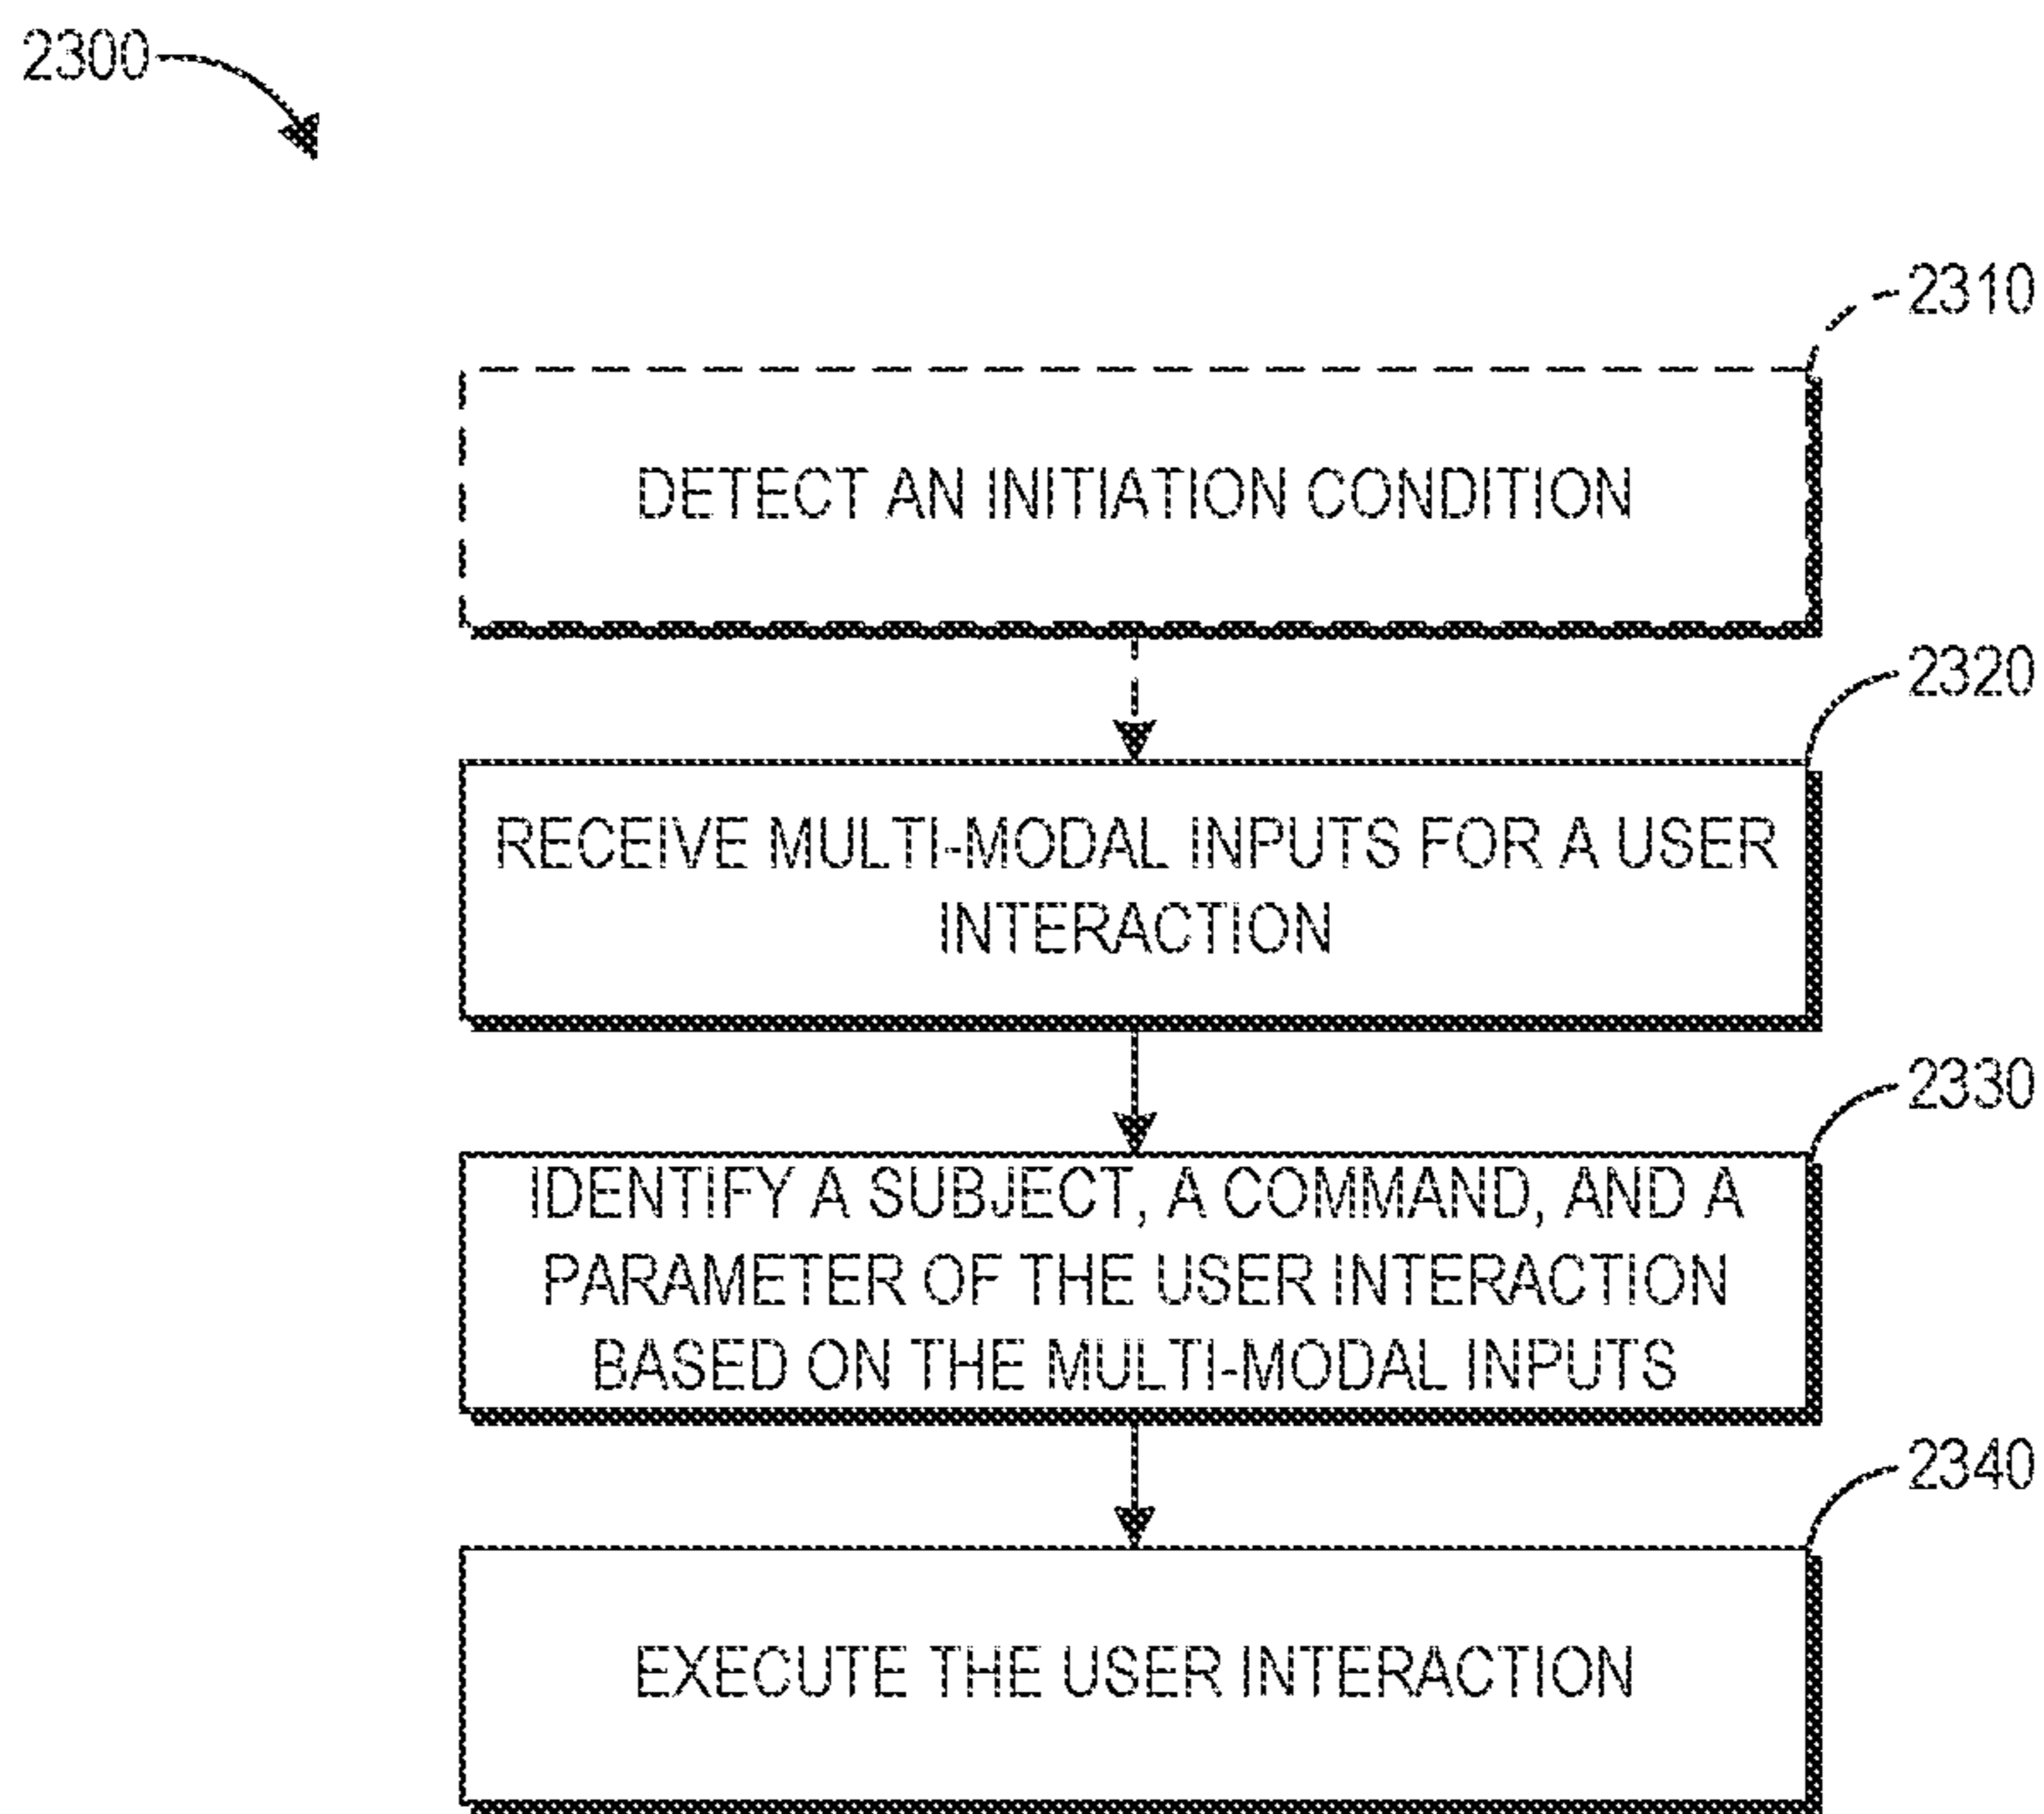 2300
2310
DETECT AN INITIATION CONDITION
2320
RECEIVE MULTI-MODAL INPUTS FOR A USER
INTERACTION
2330
IDENTIFY A SUBJECT, A COMMAND, AND A
PARAMETER OF THE USER INTERACTION
BASED ON THE MULTI-MODAL INPUTS
2340
EXECUTE THE USER INTERACTION